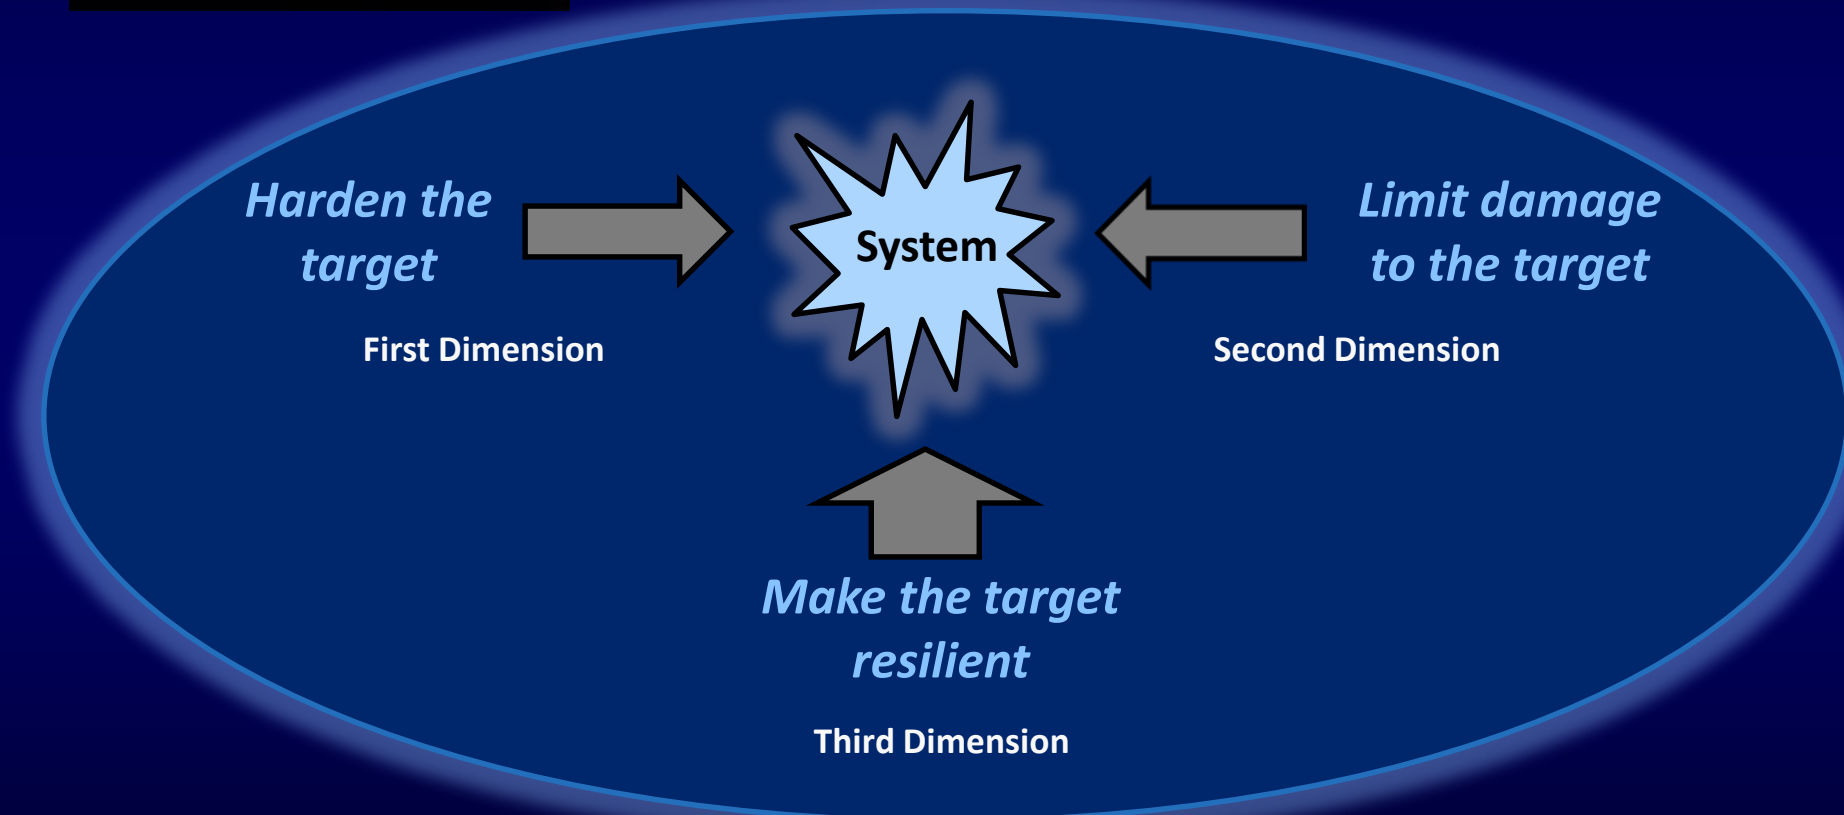 Harden the
target
First Dimension
System
Limit damage
to the target
Second Dimension
Make the target
resilient
Third Dimension